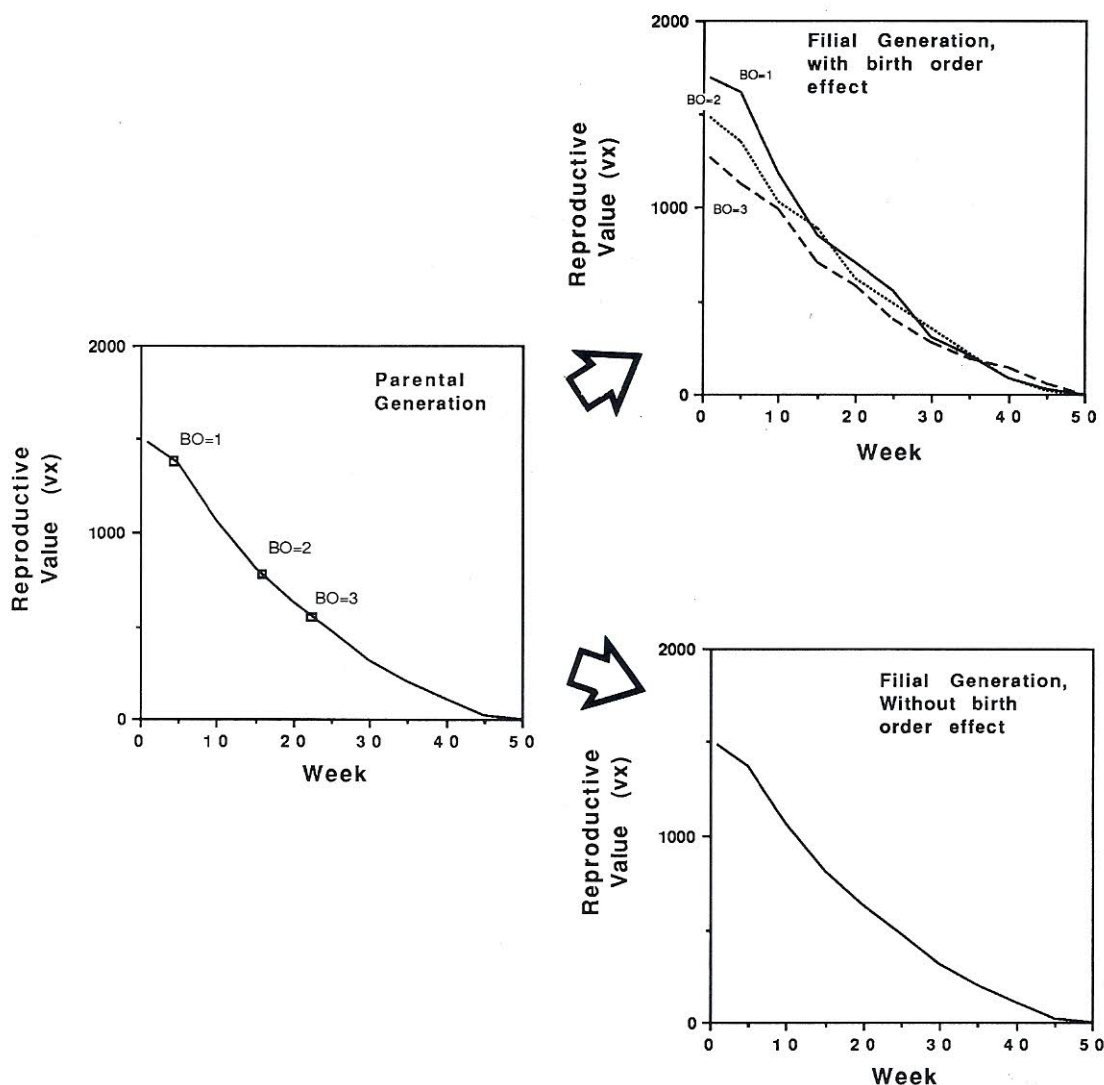 2000
Filial Generation,
with birth order
effect
BO=1
BO=2
BO=3
1000
0
Reproductive
Value (vx)
0 10 20 30 40 50
Week
2000
Parental
Generation
BO=1
BO=2
BO=3
1000
0
Reproductive
Value (vx)
0 10 20 30 40 50
Week
2000
Filial Generation,
Without birth
order effect
1000
0
Reproductive
Value (vx)
0 10 20 30 40 50
Week